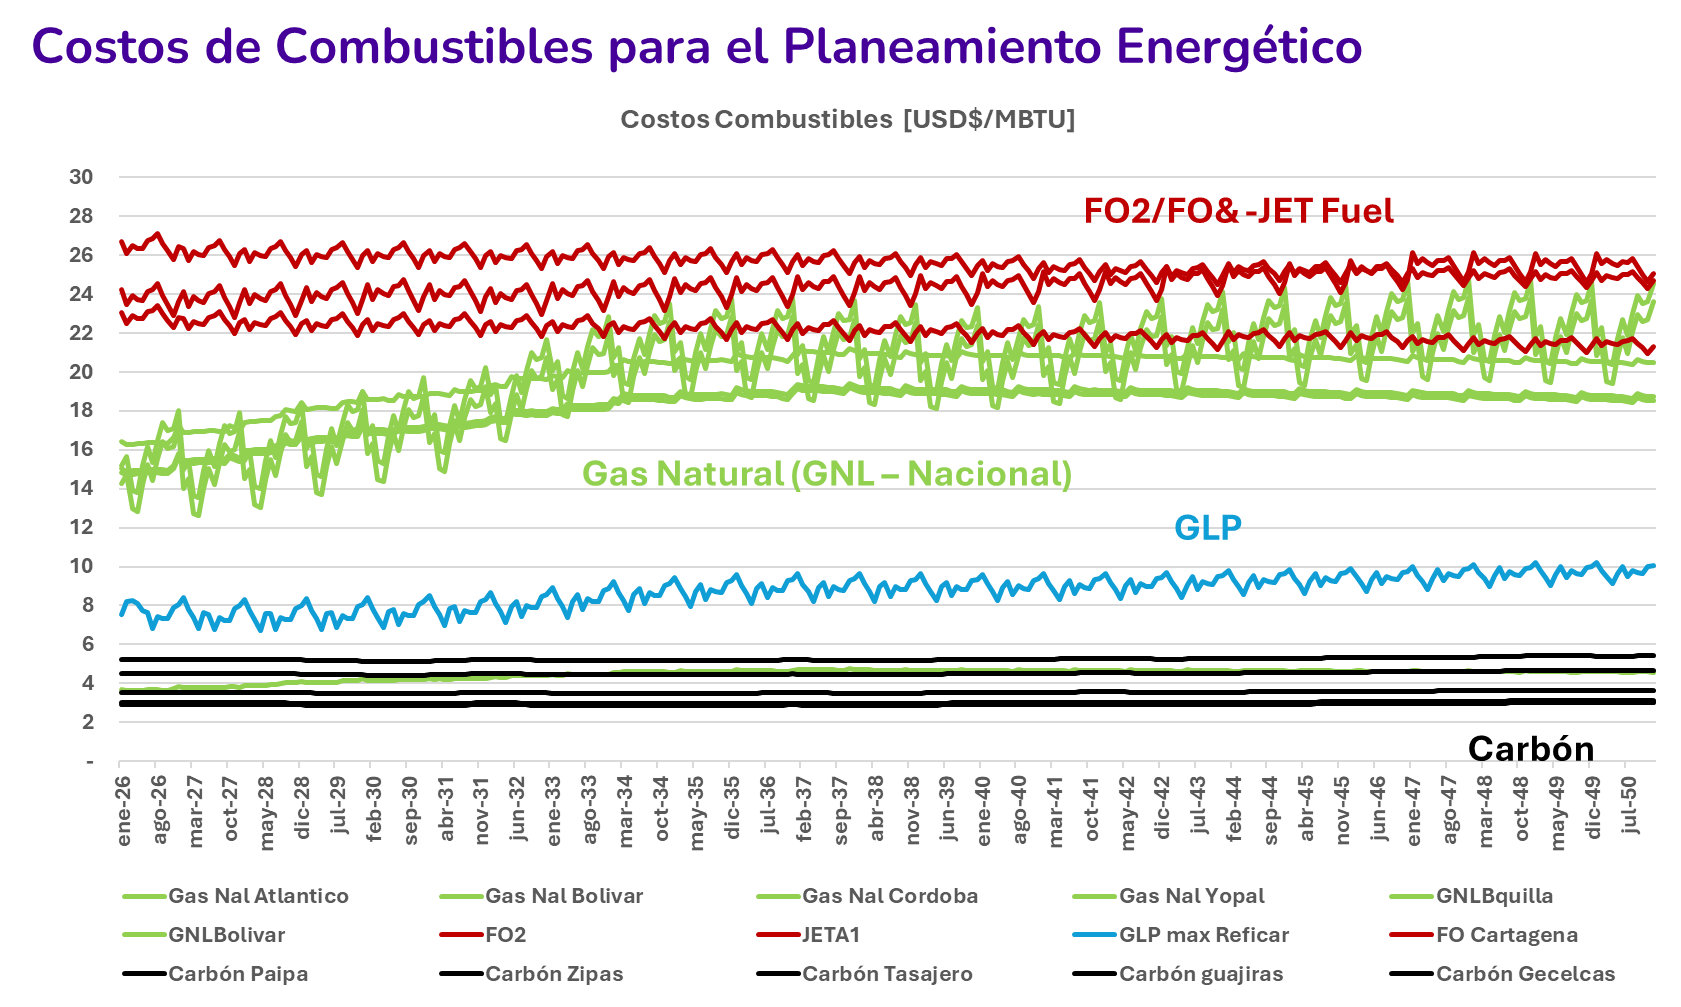 Costos de Combustibles para el Planeamiento Energético
Costos Combustibles [USD$/MBTU]
30
28
26
24
22
20
18
16
14
12
10
8
6
4
2
-
FO2/FO& -JET Fuel
Gas Natural (GNL – Nacional)
GLP
Carbón
ene-26
ago-26
mar-27
oct-27
may-28
dic-28
jul-29
feb-30
sep-30
abr-31
nov-31
jun-32
ene-33
ago-33
mar-34
oct-34
may-35
dic-35
jul-36
feb-37
sep-37
abr-38
nov-38
jun-39
ene-40
ago-40
mar-41
oct-41
may-42
dic-42
jul-43
feb-44
sep-44
abr-45
nov-45
jun-46
ene-47
ago-47
mar-48
oct-48
may-49
dic-49
jul-50
Gas Nal Atlantico
Gas Nal Bolivar
Gas Nal Cordoba
Gas Nal Yopal
GNLBquilla
GNLBolivar
FO2
JETA1
GLP max Reficar
FO Cartagena
Carbón Paipa
Carbón Zipas
Carbón Tasajero
Carbón guajiras
Carbón Gecelcas